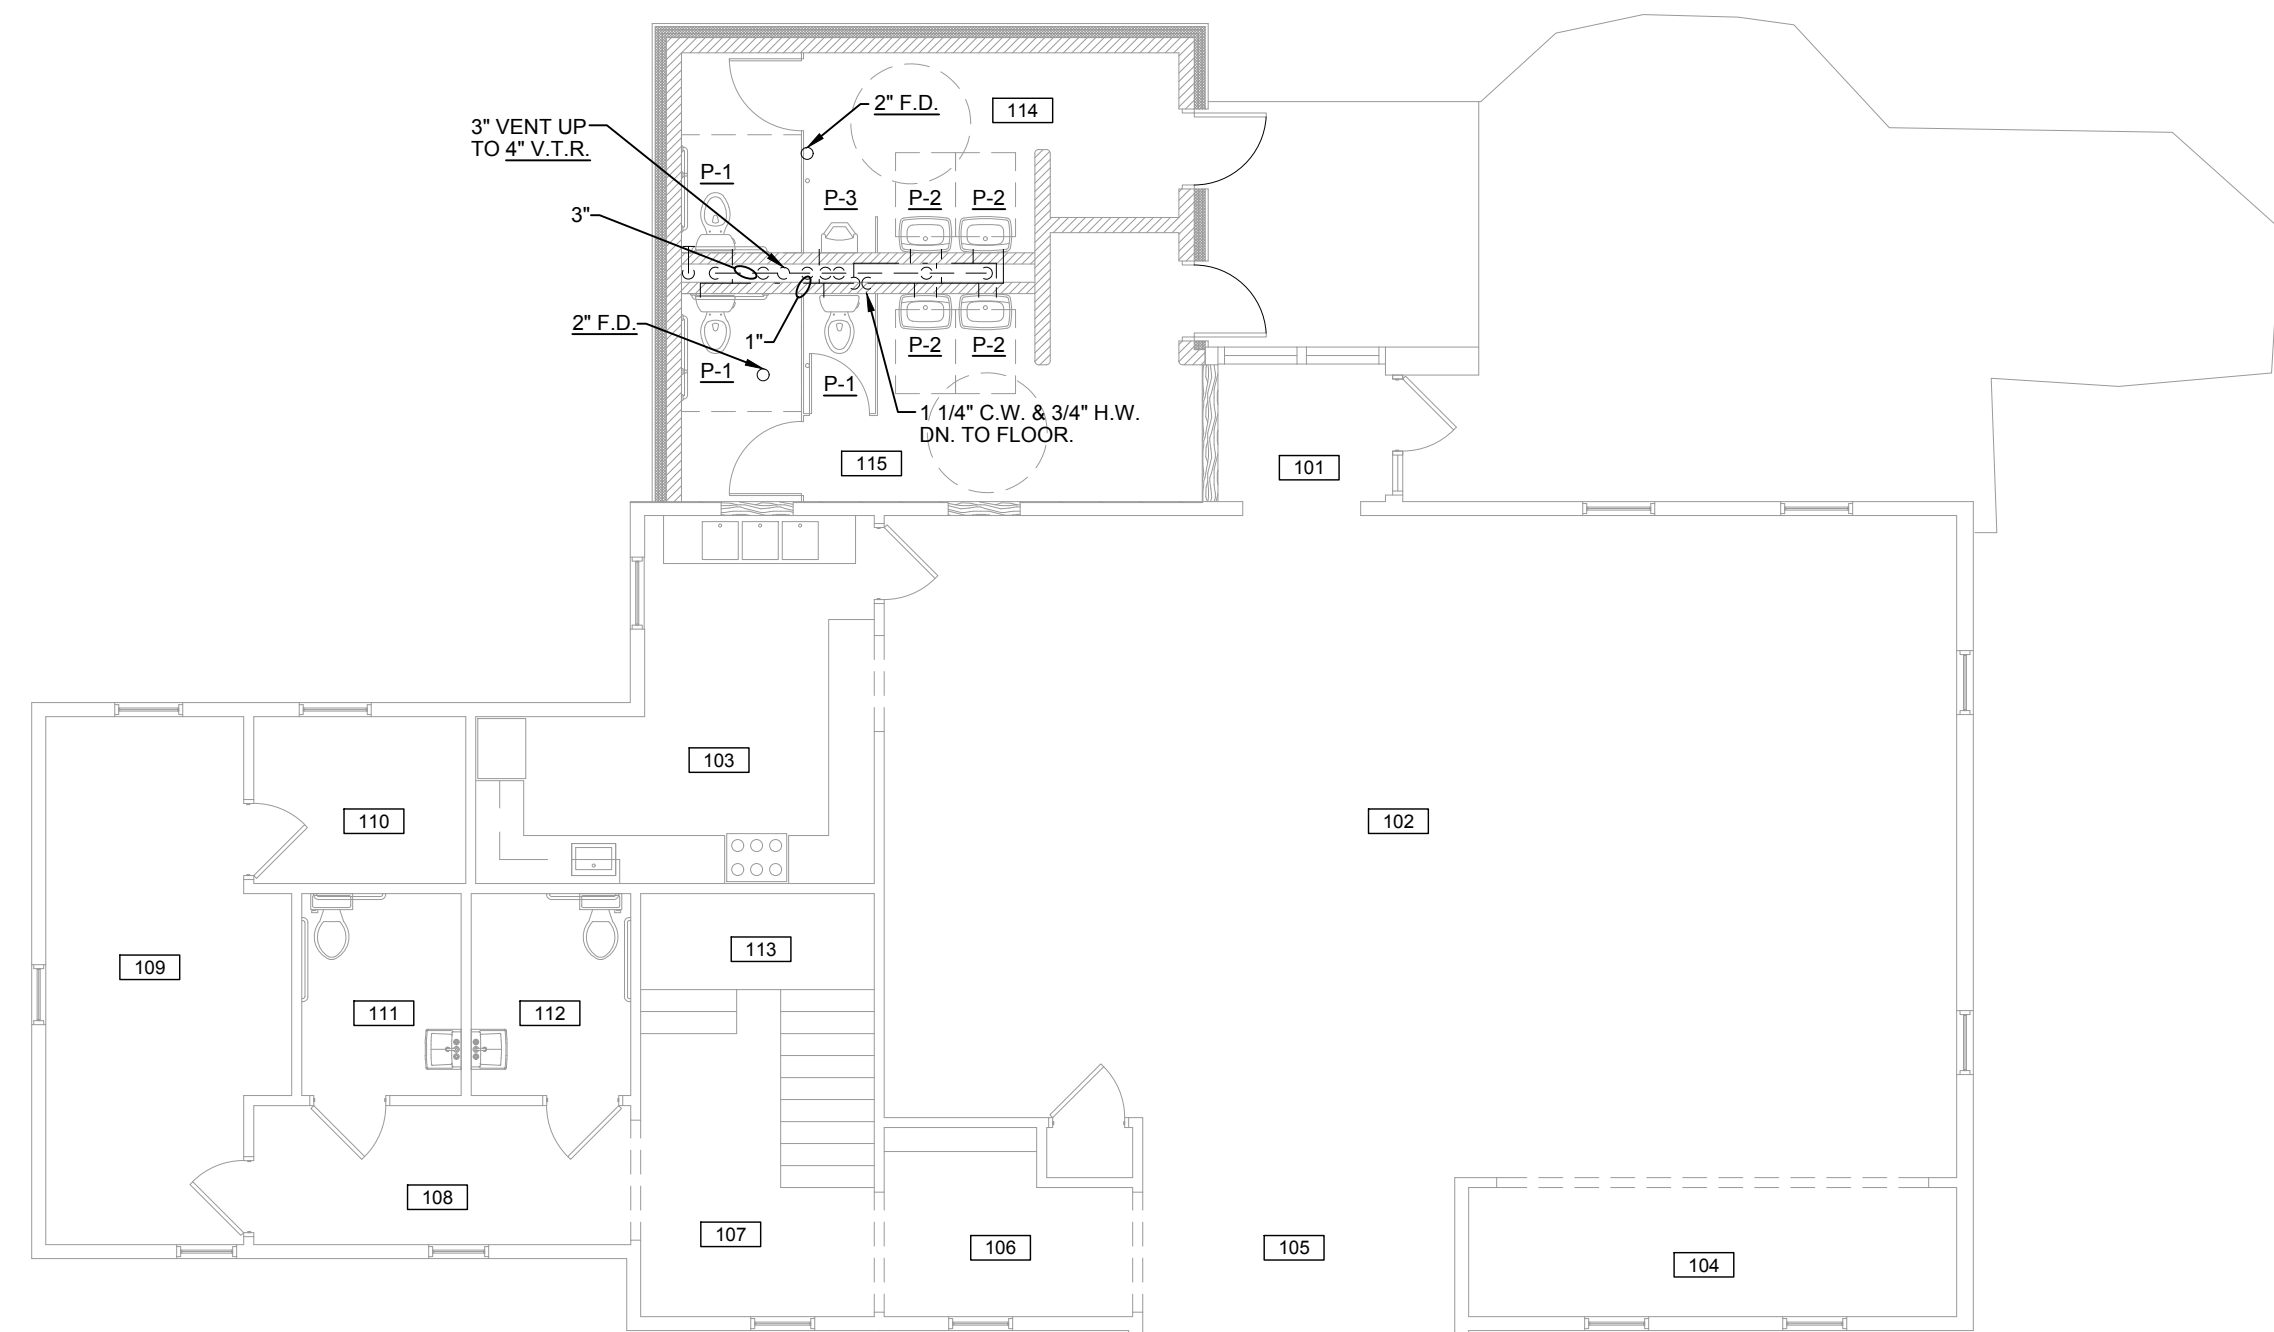 2" F.D.
114
3" VENT UP
TO 4" V.T.R.
P-1
P-3
P-2
P-2
3"
2" F.D.
1"
P-2
P-2
P-1
P-1
1 1/4" C.W. & 3/4" H.W.
DN. TO FLOOR.
115
101
103
110
102
113
109
111
112
108
107
106
105
104